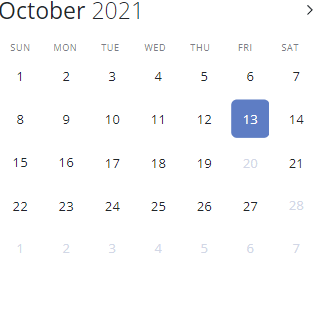 October 2021
SUN MON TUE WED THU FRI SAT
1 2 3 4 5 6 7
8 9 10 11 12 13 14
15 16 17 18 19 20 21
22 23 24 25 26 27 28
1 2 3 4 5 6 7